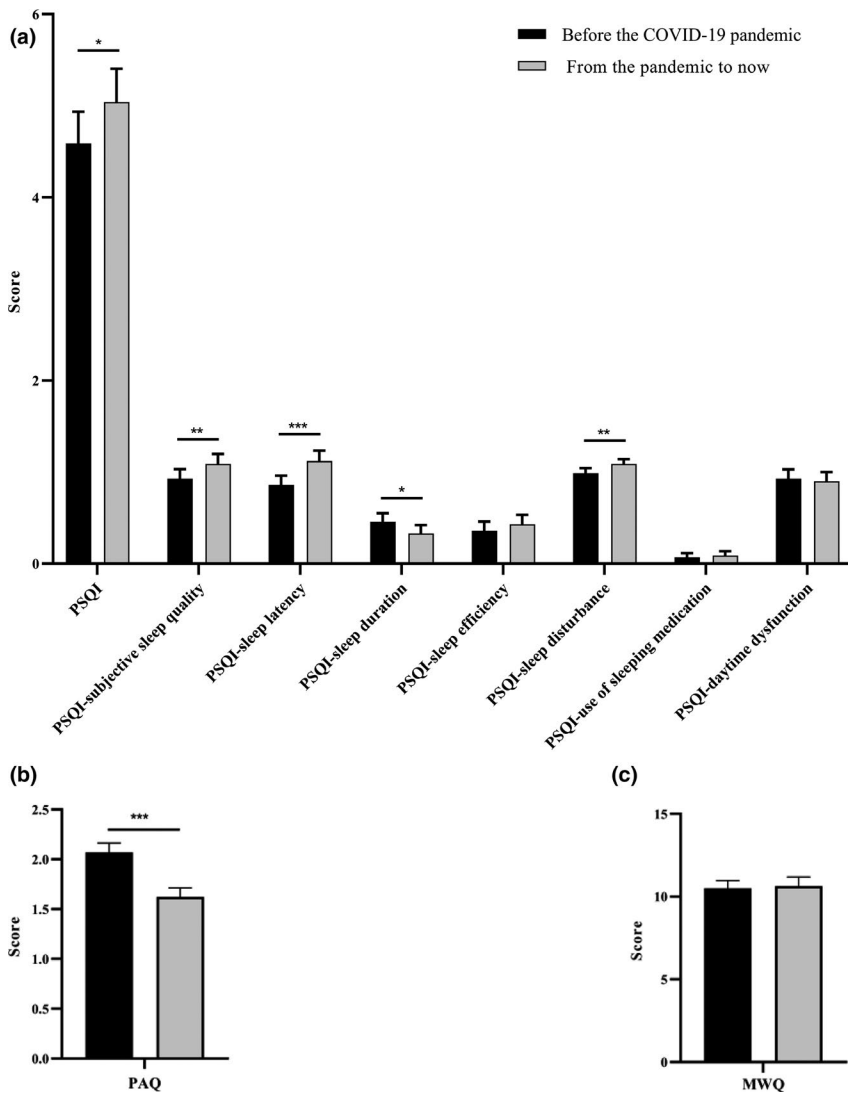 (a)
6
4
2
0
Score
*
**
***
*
**
Before the COVID-19 pandemic
From the pandemic to now
PSQI
PSQI-subjective sleep quality
PSQI-sleep latency
PSQI-sleep duration
PSQI-sleep efficiency
PSQI-sleep disturbance
PSQI-use of sleeping medication
PSQI-daytime dysfunction
(b)
2.5
2.0
1.5
1.0
0.5
0.0
Score
***
PAQ
(c)
15
10
5
0
Score
MWQ